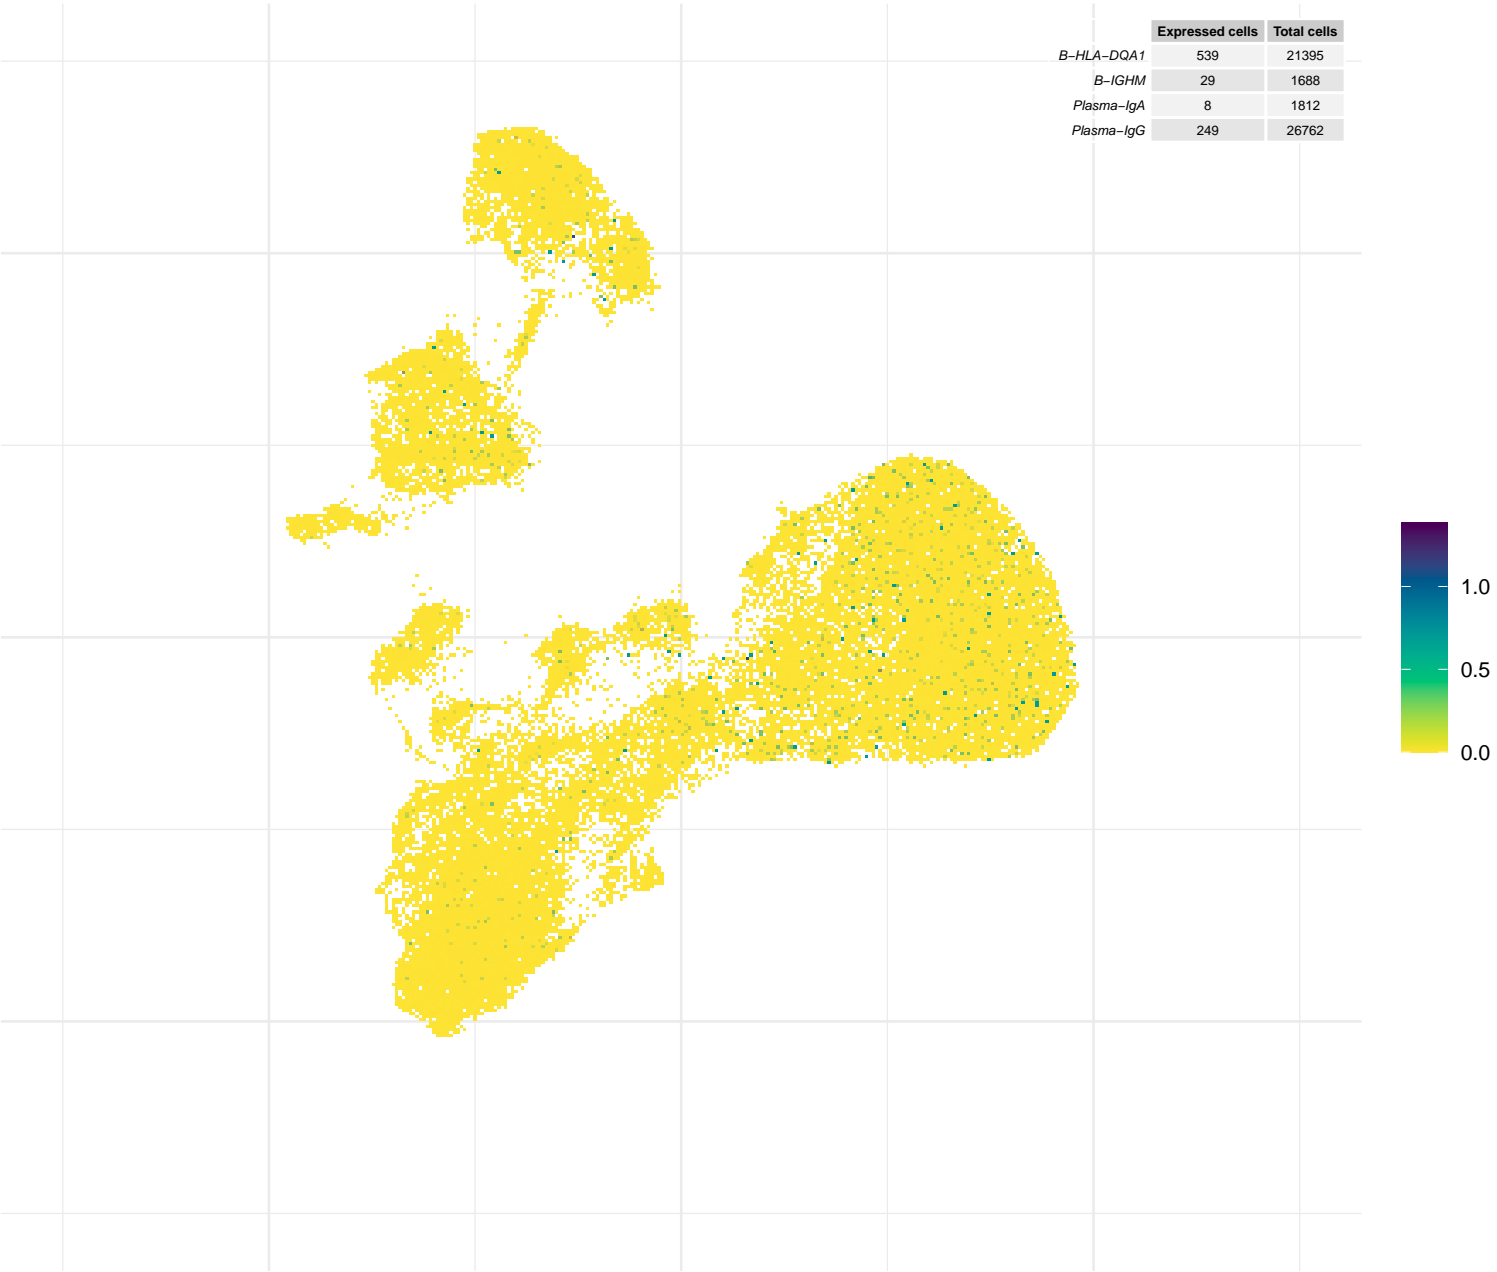 Expressed cells Total cells
B−HLA−DQA1 539 21395
B−IGHM 29 1688
Plasma−IgA 8 1812
Plasma−IgG 249 26762
1.0
0.5
0.0